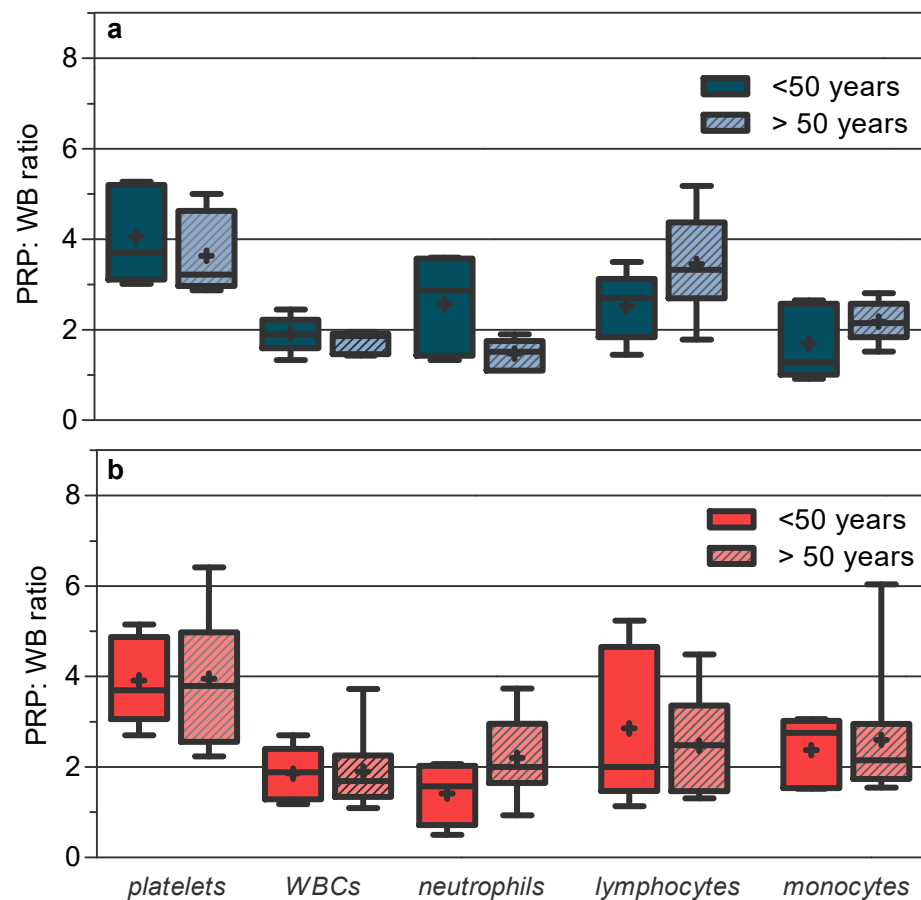 a
8
6
4
2
0
PRP: WB ratio
<50 years
> 50 years
b
8
6
4
2
0
PRP: WB ratio
<50 years
> 50 years
platelets WBCs neutrophils lymphocytes monocytes